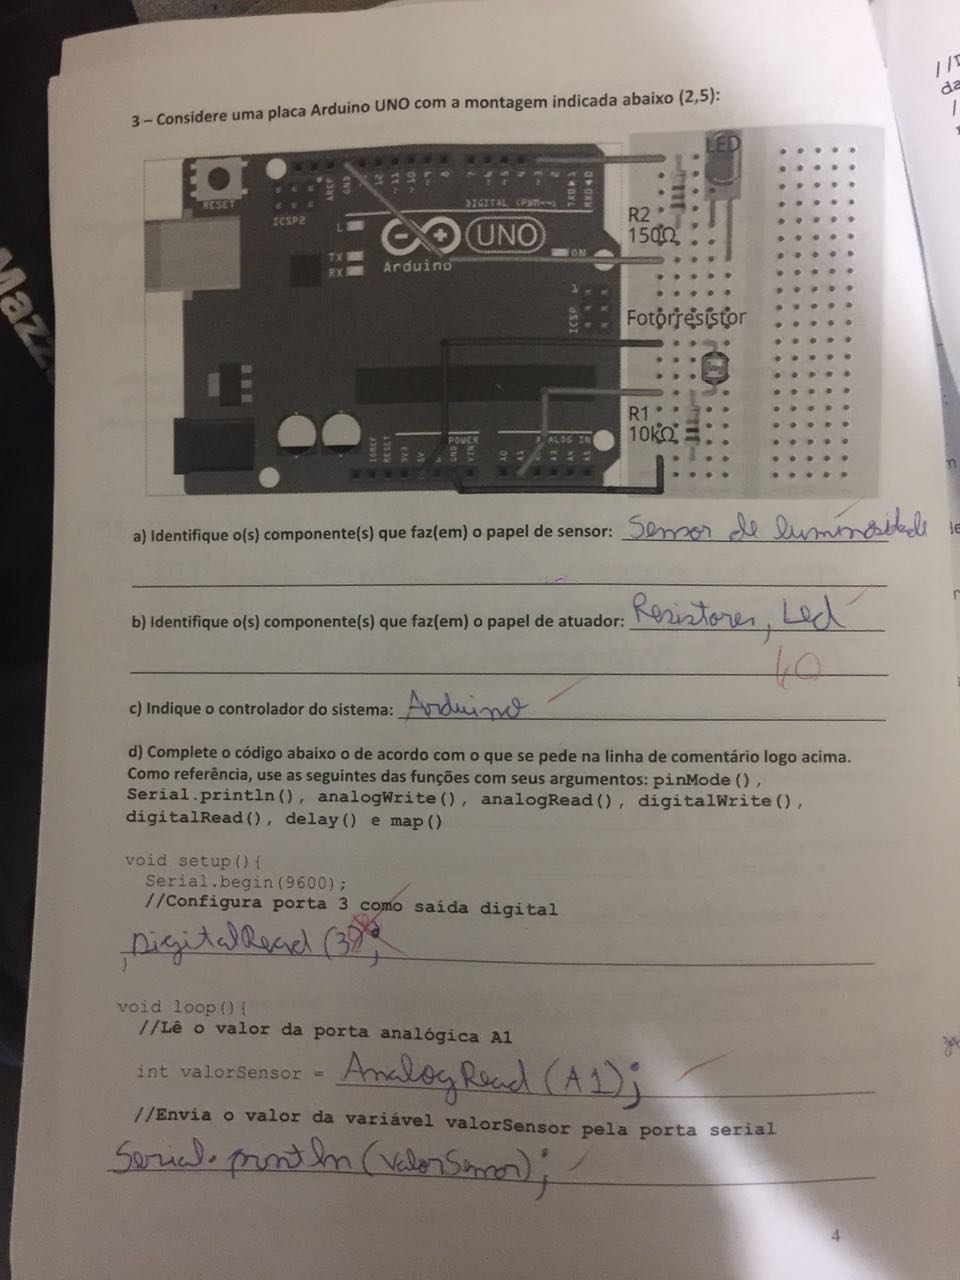 3 – Considere uma placa Arduino UNO com a montagem indicada abaixo (2,5):
RESET
ICSP2
AREF
GND
12
~11
~10
~9
8
7
~6
~5
4
~3
2
TXD▶1
RXD◀0
DIGITAL (PWM~)
L
TX
RX
UNO
Arduino
ON
ICSP
1
LED
R2
150Ω
Fotorresistor
R1
10kΩ
POWER
ANALOG IN
IOREF
RESET
3V3
5V
GND
VIN
A0
A1
A3
A4
A5
a) Identifique o(s) componente(s) que faz(em) o papel de sensor: Sensor de luminosidade
b) Identifique o(s) componente(s) que faz(em) o papel de atuador: Resistores, Led
c) Indique o controlador do sistema: Arduino
d) Complete o código abaixo o de acordo com o que se pede na linha de comentário logo acima.
Como referência, use as seguintes das funções com seus argumentos: pinMode(),
Serial.println(), analogWrite(), analogRead(), digitalWrite(),
digitalRead(), delay() e map()
void setup(){
Serial.begin(9600);
//Configura porta 3 como saída digital
DigitalRead (3);
}
void loop(){
//Lê o valor da porta analógica A1
int valorSensor = AnalogRead (A1);
//Envia o valor da variável valorSensor pela porta serial
Serial.println (valorSensor);
4